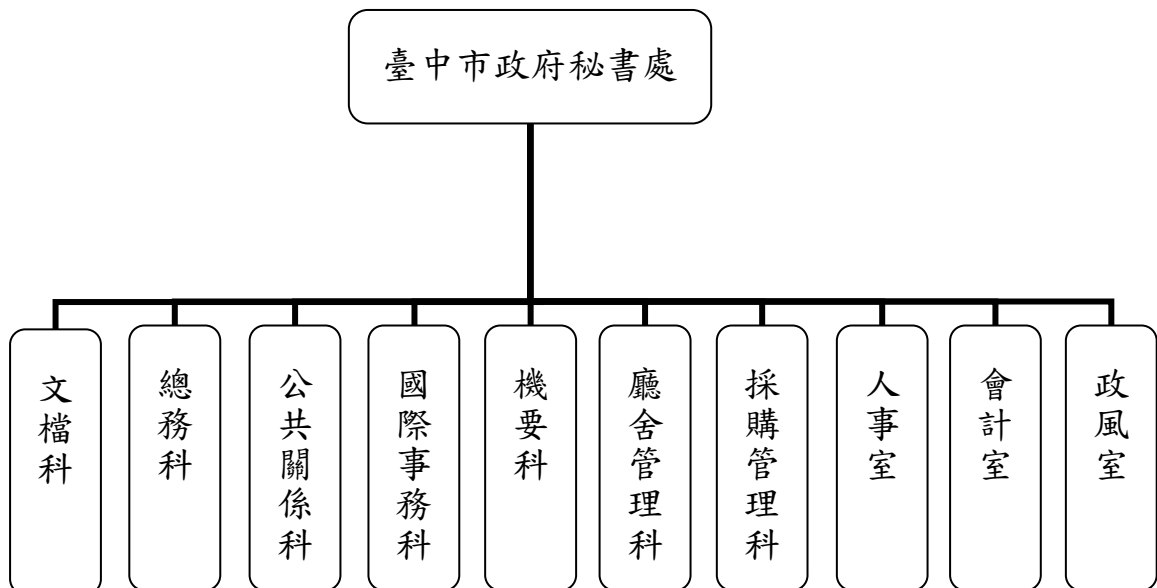 臺中市政府秘書處
文檔科
總務科
公共關係科
國際事務科
機要科
廳舍管理科
採購管理科
人事室
會計室
政風室